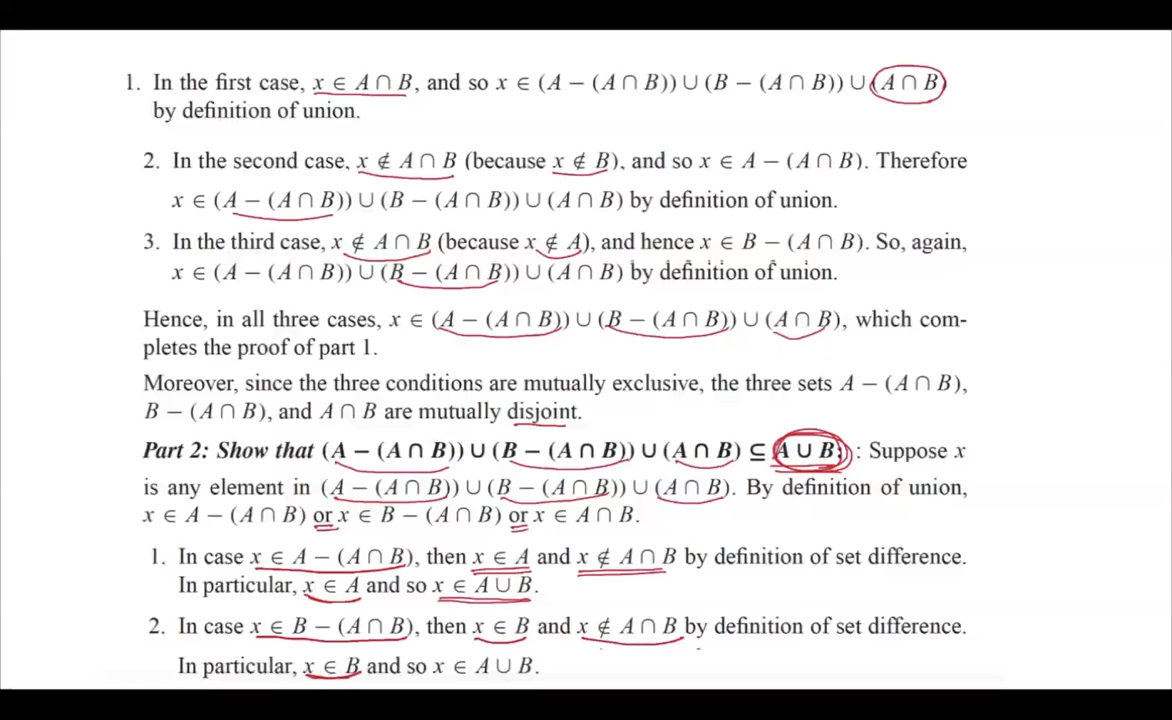 1. In the first case, x ∈ A ∩ B, and so x ∈ (A − (A ∩ B)) ∪ (B − (A ∩ B)) ∪ (A ∩ B)
by definition of union.
2. In the second case, x ∉ A ∩ B (because x ∉ B), and so x ∈ A − (A ∩ B). Therefore
x ∈ (A − (A ∩ B)) ∪ (B − (A ∩ B)) ∪ (A ∩ B) by definition of union.
3. In the third case, x ∉ A ∩ B (because x ∉ A), and hence x ∈ B − (A ∩ B). So, again,
x ∈ (A − (A ∩ B)) ∪ (B − (A ∩ B)) ∪ (A ∩ B) by definition of union.
Hence, in all three cases, x ∈ (A − (A ∩ B)) ∪ (B − (A ∩ B)) ∪ (A ∩ B), which com-
pletes the proof of part 1.
Moreover, since the three conditions are mutually exclusive, the three sets A − (A ∩ B),
B − (A ∩ B), and A ∩ B are mutually disjoint.
Part 2: Show that (A − (A ∩ B)) ∪ (B − (A ∩ B)) ∪ (A ∩ B) ⊆ A ∪ B) : Suppose x
is any element in (A − (A ∩ B)) ∪ (B − (A ∩ B)) ∪ (A ∩ B). By definition of union,
x ∈ A − (A ∩ B) or x ∈ B − (A ∩ B) or x ∈ A ∩ B.
1. In case x ∈ A − (A ∩ B), then x ∈ A and x ∉ A ∩ B by definition of set difference.
In particular, x ∈ A and so x ∈ A ∪ B.
2. In case x ∈ B − (A ∩ B), then x ∈ B and x ∉ A ∩ B by definition of set difference.
In particular, x ∈ B and so x ∈ A ∪ B.